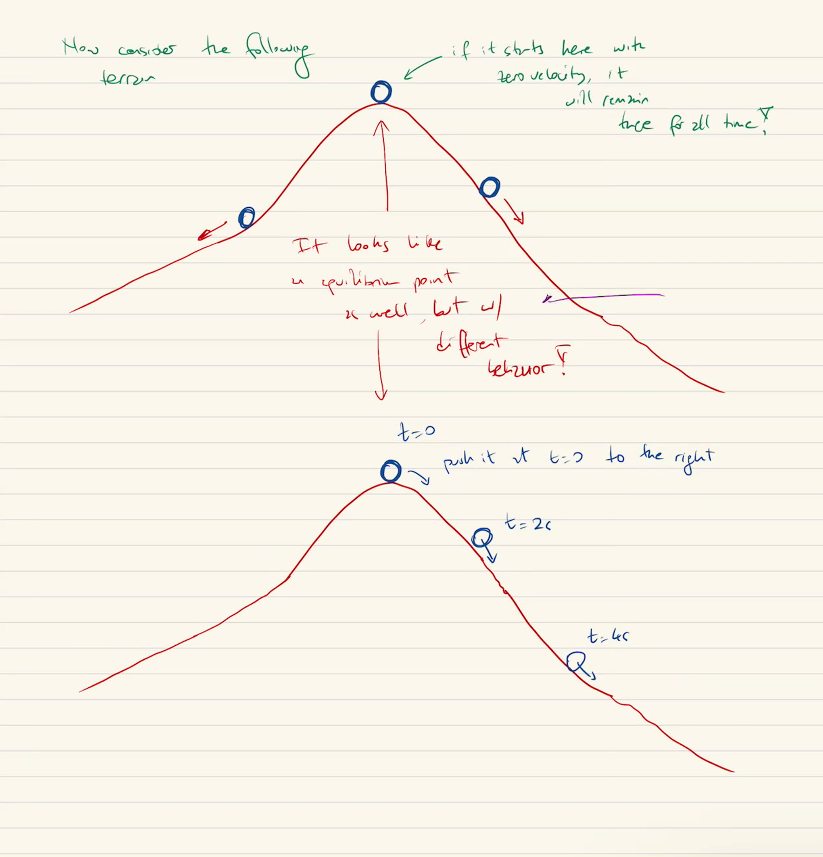 Now consider the following
terrain
if it starts here with
zero velocity, it
will remain
there for all time!
It looks like
an equilibrium point
as well, but w/
different
behavior!
t=0
push it at t=0 to the right
t=2s
t=4s